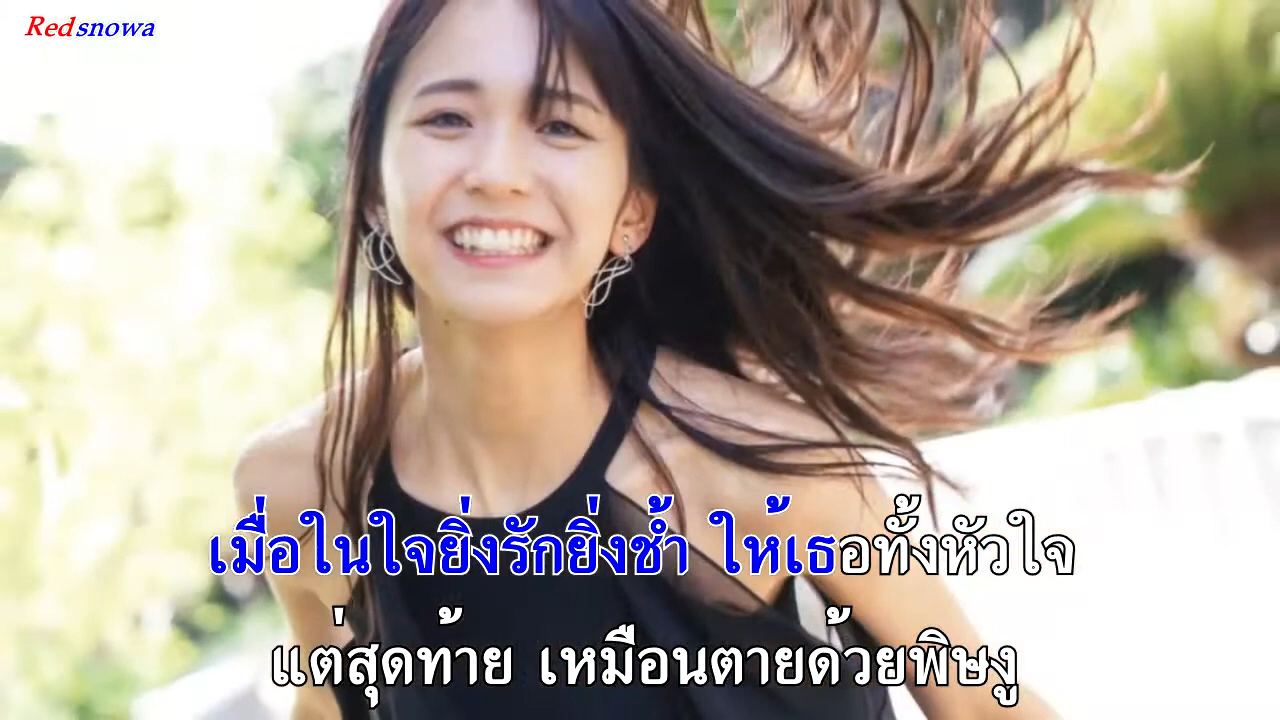 Redsnowa
เมื่อในใจยิ่งรักยิ่งช้ำ ให้เธอทั้งหัวใจ
แต่สุดท้าย เหมือนตายด้วยพิษงู